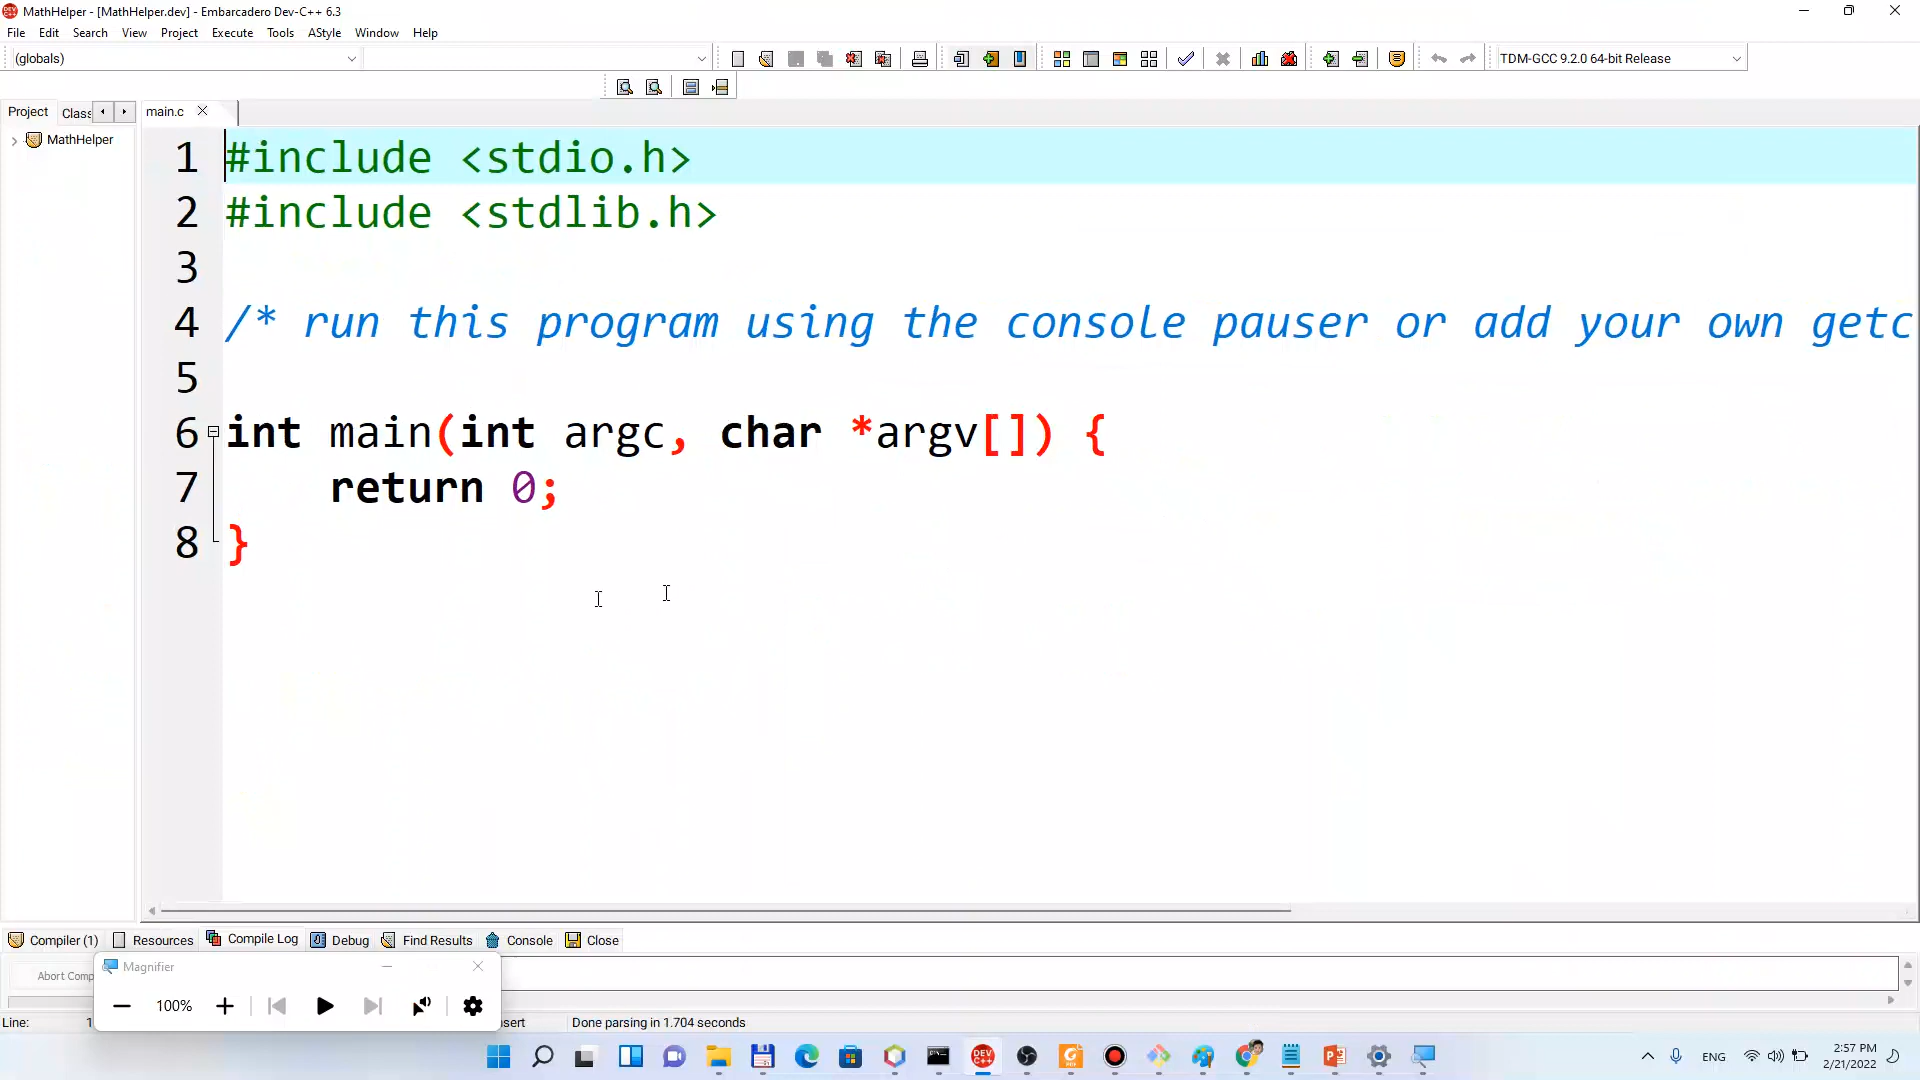 MathHelper - [MathHelper.dev] - Embarcadero Dev-C++ 6.3
File Edit Search View Project Execute Tools AStyle Window Help
(globals)
TDM-GCC 9.2.0 64-bit Release
Project Class
main.c
MathHelper
1 #include <stdio.h>
2 #include <stdlib.h>
3
4 /* run this program using the console pauser or add your own getc
5
6 int main(int argc, char *argv[]) {
7 return 0;
8 }
Compiler (1) Resources Compile Log Debug Find Results Console Close
Magnifier
Abort Comp
100%
Line: 1 nsert Done parsing in 1.704 seconds
DEV C++
ENG
2:57 PM
2/21/2022